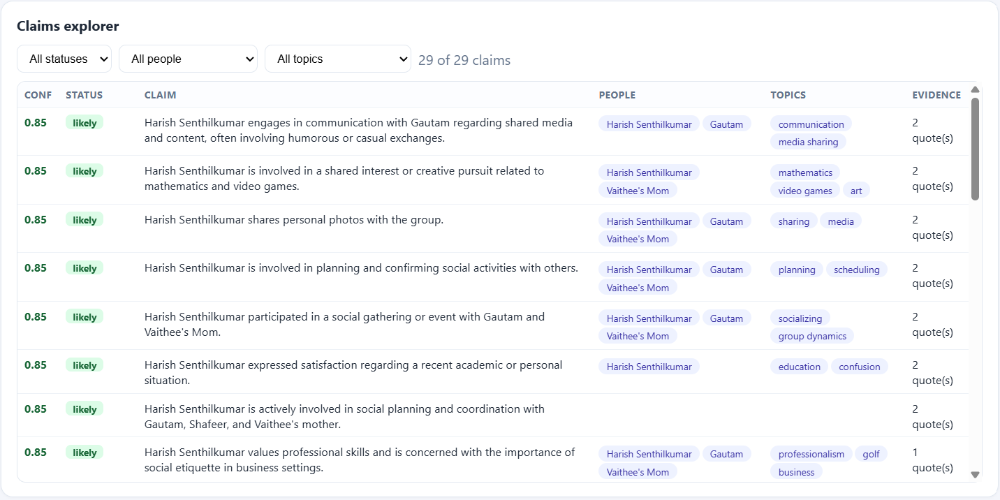 Claims explorer
All statuses All people All topics 29 of 29 claims
CONF STATUS CLAIM PEOPLE TOPICS EVIDENCE
0.85 likely Harish Senthilkumar engages in communication with Gautam regarding shared media Harish Senthilkumar Gautam communication 2
and content, often involving humorous or casual exchanges. media sharing quote(s)
0.85 likely Harish Senthilkumar is involved in a shared interest or creative pursuit related to Harish Senthilkumar mathematics 2
mathematics and video games. Vaithee's Mom video games art quote(s)
0.85 likely Harish Senthilkumar shares personal photos with the group. Harish Senthilkumar Gautam sharing media 2
Vaithee's Mom quote(s)
0.85 likely Harish Senthilkumar is involved in planning and confirming social activities with others. Harish Senthilkumar Gautam planning scheduling 2
Vaithee's Mom quote(s)
0.85 likely Harish Senthilkumar participated in a social gathering or event with Gautam and Harish Senthilkumar Gautam socializing 2
Vaithee's Mom. Vaithee's Mom group dynamics quote(s)
0.85 likely Harish Senthilkumar expressed satisfaction regarding a recent academic or personal Harish Senthilkumar education confusion 2
situation. quote(s)
0.85 likely Harish Senthilkumar is actively involved in social planning and coordination with 2
Gautam, Shafeer, and Vaithee's mother. quote(s)
0.85 likely Harish Senthilkumar values professional skills and is concerned with the importance of Harish Senthilkumar Gautam professionalism golf 1
social etiquette in business settings. Vaithee's Mom business quote(s)